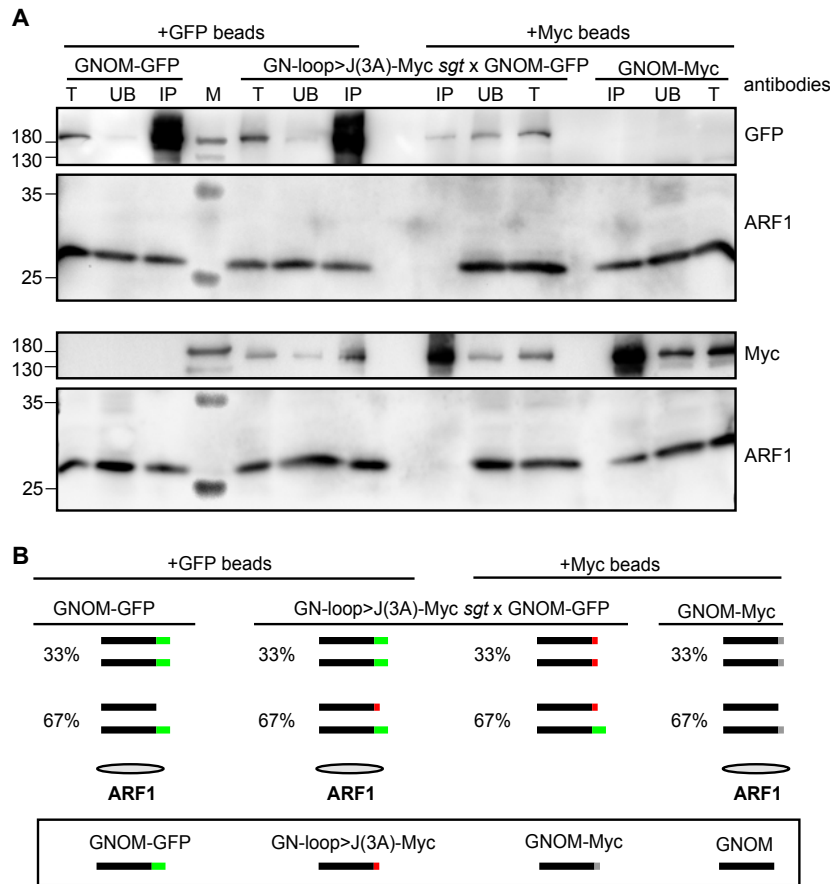 A
+GFP beads +Myc beads
GNOM-GFP GN-loop>J(3A)-Myc sgt x GNOM-GFP GNOM-Myc antibodies
T UB IP M T UB IP IP UB T IP UB T
180 GFP
130
35 ARF1
25
180 Myc
130
35 ARF1
25
B
+GFP beads +Myc beads
GNOM-GFP GN-loop>J(3A)-Myc sgt x GNOM-GFP GNOM-Myc
33% 33% 33% 33%
67% 67% 67% 67%
ARF1 ARF1 ARF1
GNOM-GFP GN-loop>J(3A)-Myc GNOM-Myc GNOM